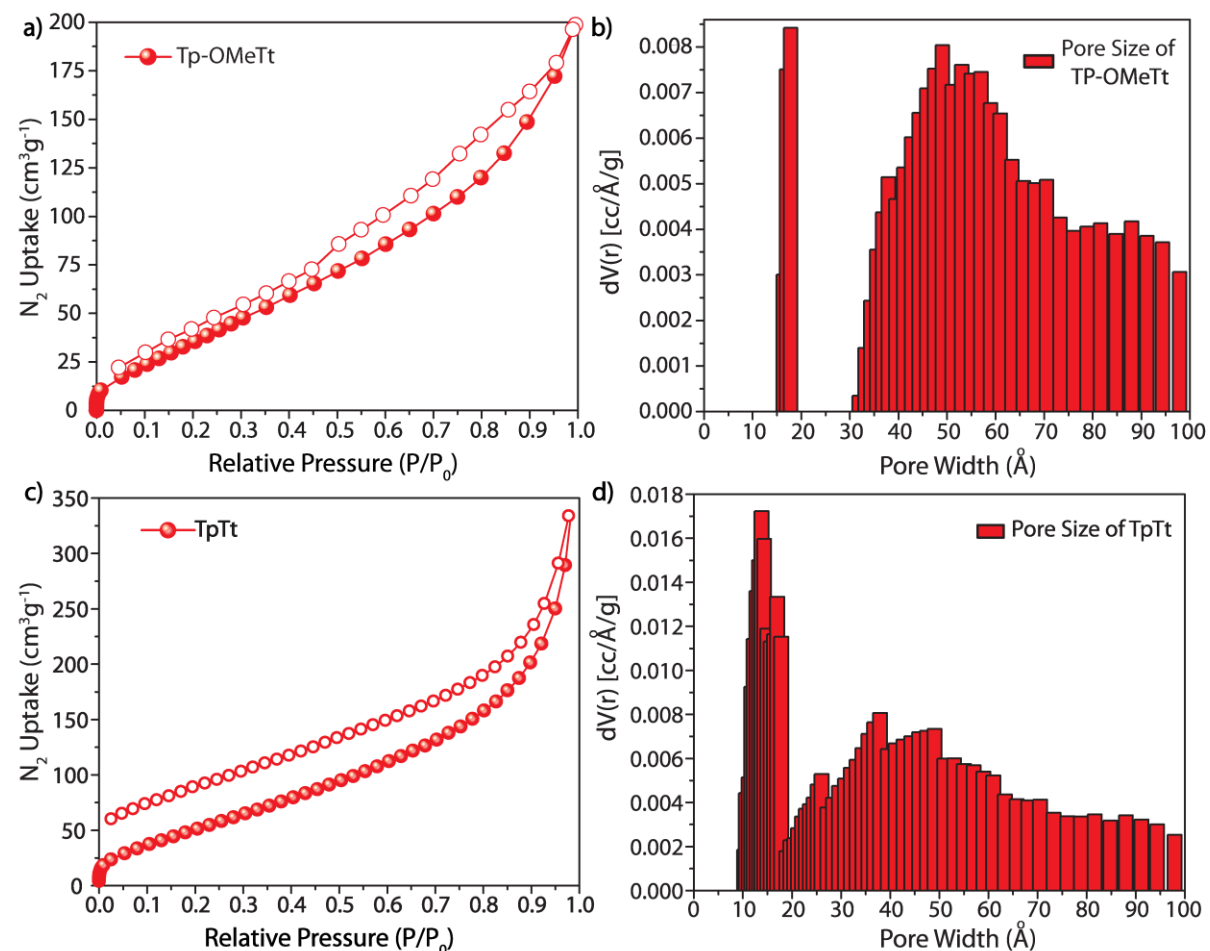 a)
Tp-OMeTt
N2 Uptake (cm3g-1)
200
175
150
125
100
75
50
25
0
0.0 0.1 0.2 0.3 0.4 0.5 0.6 0.7 0.8 0.9 1.0
Relative Pressure (P/P0)
b)
Pore Size of
TP-OMeTt
dV(r) [cc/Å/g]
0.008
0.007
0.006
0.005
0.004
0.003
0.002
0.001
0.000
0 10 20 30 40 50 60 70 80 90 100
Pore Width (Å)
c)
TpTt
N2 Uptake (cm3g-1)
350
300
250
200
150
100
50
0
0.0 0.1 0.2 0.3 0.4 0.5 0.6 0.7 0.8 0.9 1.0
Relative Pressure (P/P0)
d)
Pore Size of TpTt
dV(r) [cc/Å/g]
0.018
0.016
0.014
0.012
0.010
0.008
0.006
0.004
0.002
0.000
0 10 20 30 40 50 60 70 80 90 100
Pore Width (Å)